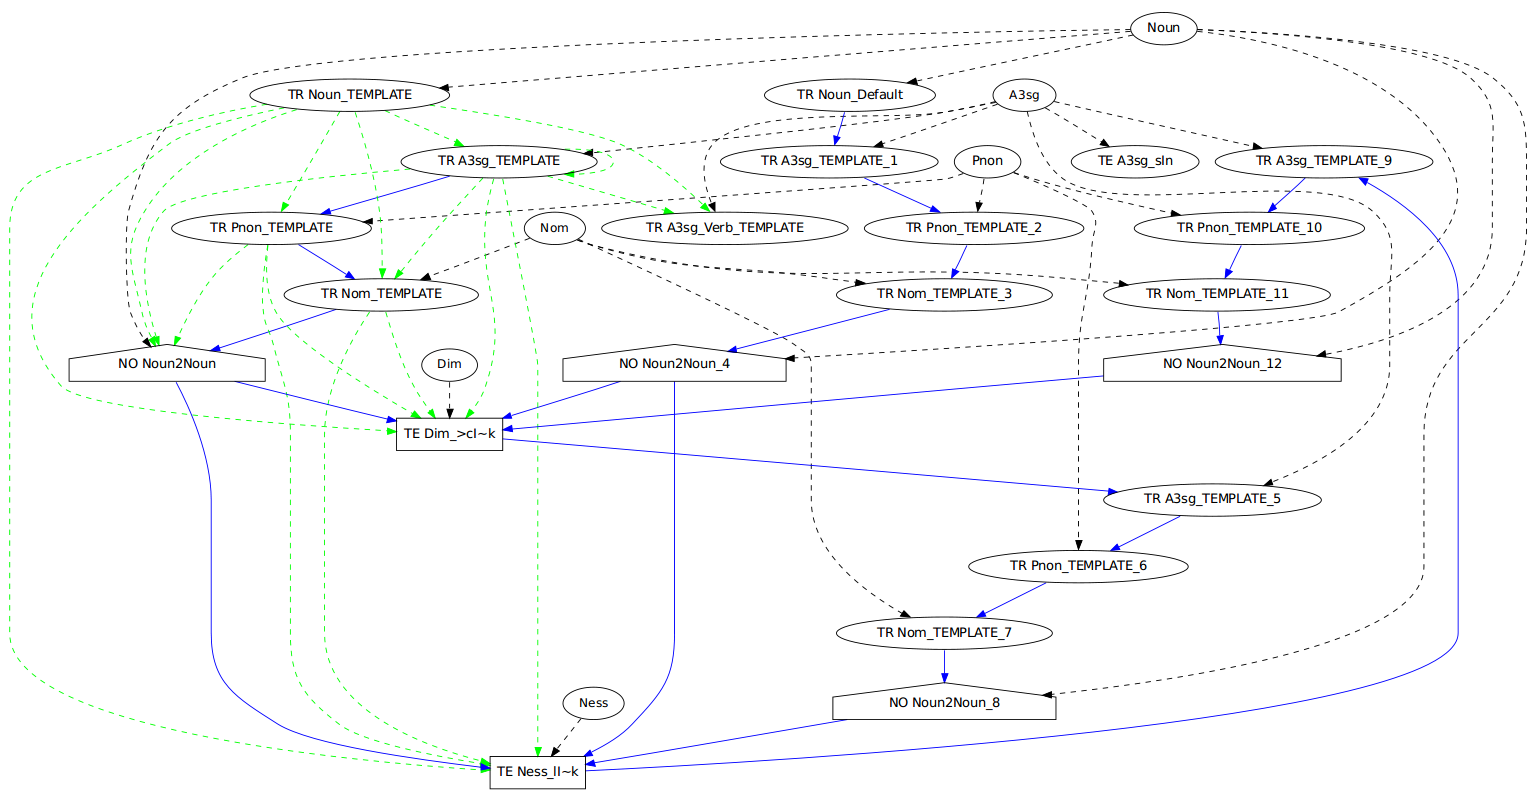 Noun
TR Noun_TEMPLATE
TR Noun_Default
A3sg
TR A3sg_TEMPLATE
TR A3sg_TEMPLATE_1
Pnon
TE A3sg_sIn
TR A3sg_TEMPLATE_9
TR Pnon_TEMPLATE
Nom
TR A3sg_Verb_TEMPLATE
TR Pnon_TEMPLATE_2
TR Pnon_TEMPLATE_10
TR Nom_TEMPLATE
TR Nom_TEMPLATE_3
TR Nom_TEMPLATE_11
NO Noun2Noun
Dim
NO Noun2Noun_4
NO Noun2Noun_12
TE Dim_>cI~k
TR A3sg_TEMPLATE_5
TR Pnon_TEMPLATE_6
TR Nom_TEMPLATE_7
Ness
NO Noun2Noun_8
TE Ness_lI~k